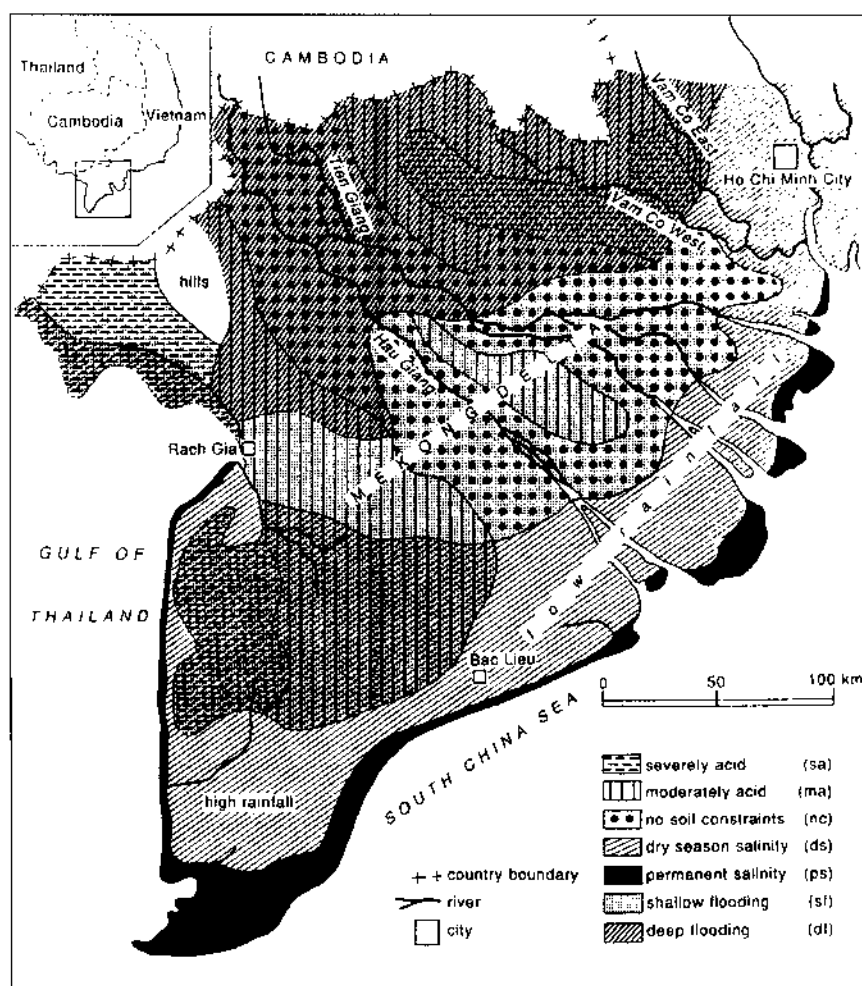 CAMBODIA
Thailand
Cambodia
Vietnam
Vam Co East
Ho Chi Minh City
Tien Giang
Vam Co West
hills
Hau Giang
MEKONG DEL
Rach Gia
low rainfall
GULF OF
THAILAND
Bac Lieu
0 50 100 km
SOUTH CHINA SEA
high rainfall
severely acid (sa)
moderately acid (ma)
no soil constraints (nc)
dry season salinity (ds)
permanent salinity (ps)
shallow flooding (sf)
deep flooding (df)
country boundary
river
city